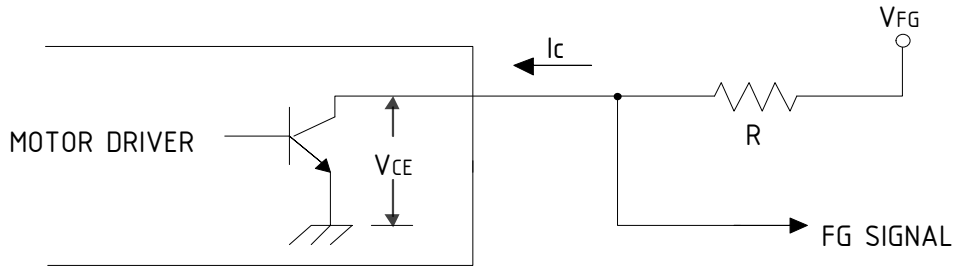 VFG
Ic
R
MOTOR DRIVER
VCE
FG SIGNAL